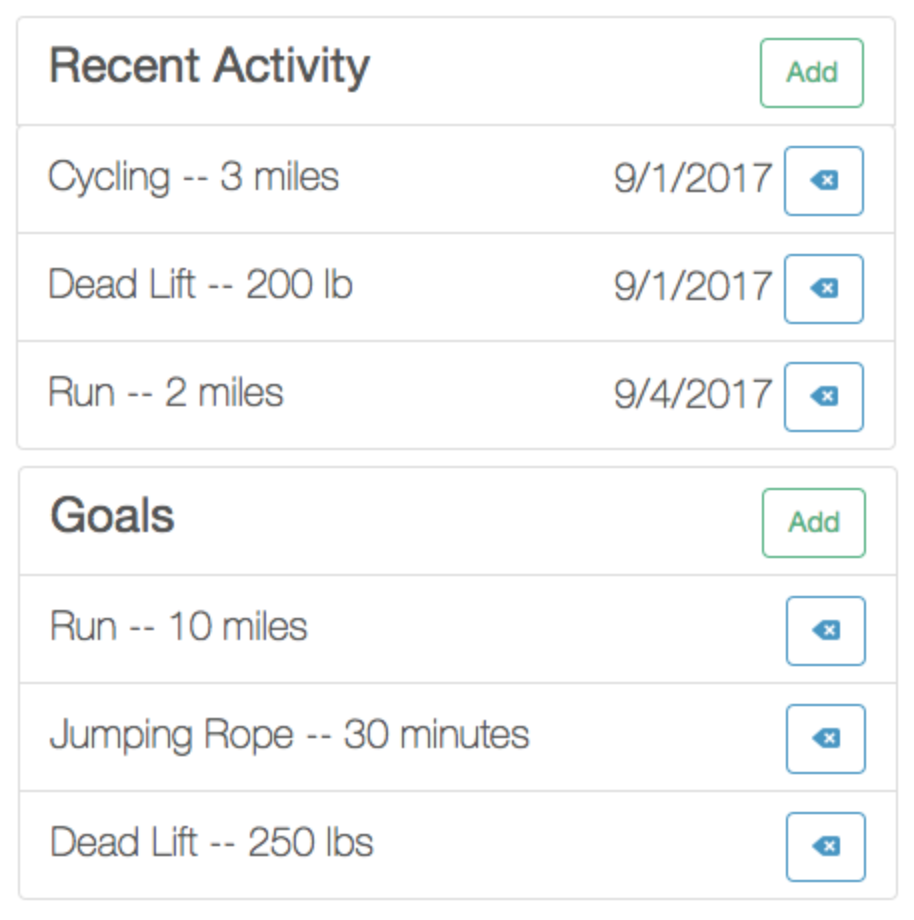 Recent Activity Add
Cycling -- 3 miles 9/1/2017
Dead Lift -- 200 lb 9/1/2017
Run -- 2 miles 9/4/2017
Goals Add
Run -- 10 miles
Jumping Rope -- 30 minutes
Dead Lift -- 250 lbs